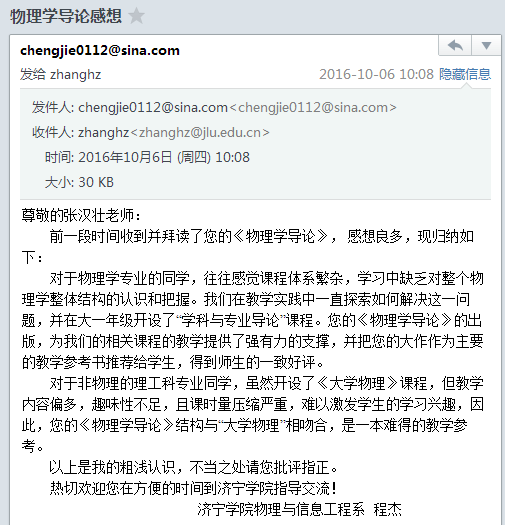 物理学导论感想
chengjie0112@sina.com
发给 zhanghz 2016-10-06 10:08 隐藏信息
发件人: chengjie0112@sina.com<chengjie0112@sina.com>
收件人: zhanghz<zhanghz@jlu.edu.cn>
时间: 2016年10月6日 (周四) 10:08
大小: 30 KB
尊敬的张汉壮老师：
前一段时间收到并拜读了您的《物理学导论》， 感想良多，现归纳如
下：
对于物理学专业的同学，往往感觉课程体系繁杂，学习中缺乏对整个物
理学整体结构的认识和把握。我们在教学实践中一直探索如何解决这一问
题，并在大一年级开设了“学科与专业导论”课程。您的《物理学导论》的出
版，为我们的相关课程的教学提供了强有力的支撑，并把您的大作作为主要
的教学参考书推荐给学生，得到师生的一致好评。
对于非物理的理工科专业同学，虽然开设了《大学物理》课程，但教学
内容偏多，趣味性不足，且课时量压缩严重，难以激发学生的学习兴趣，因
此，您的《物理学导论》结构与“大学物理”相吻合，是一本难得的教学参
考。
以上是我的粗浅认识，不当之处请您批评指正。
热切欢迎您在方便的时间到济宁学院指导交流！
济宁学院物理与信息工程系 程杰